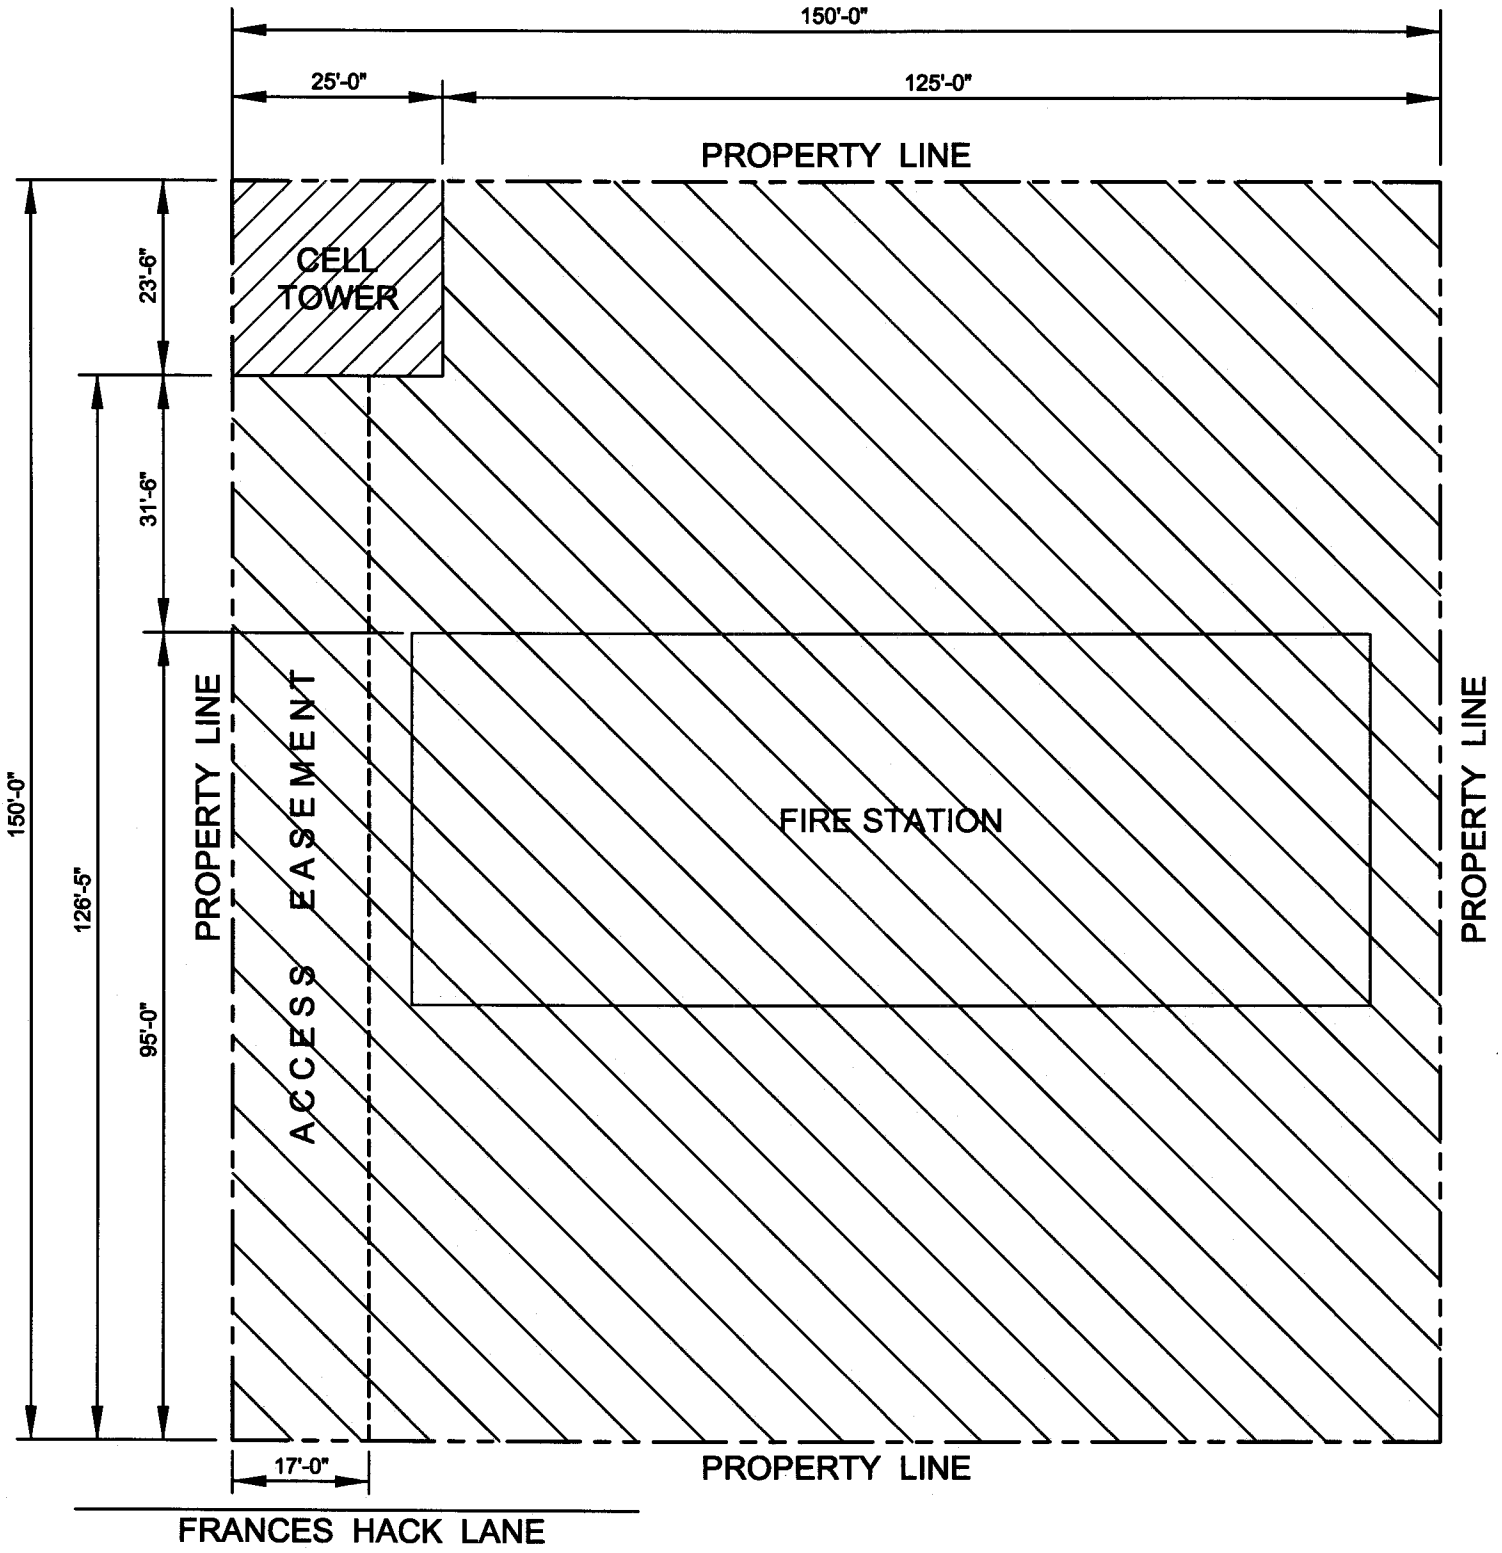 150'-0"
25'-0"
125'-0"
PROPERTY LINE
CELL
TOWER
23'-6"
31'-6"
150'-0"
126'-5"
95'-0"
PROPERTY LINE
ACCESS EASEMENT
FIRE STATION
PROPERTY LINE
17'-0"
PROPERTY LINE
FRANCES HACK LANE